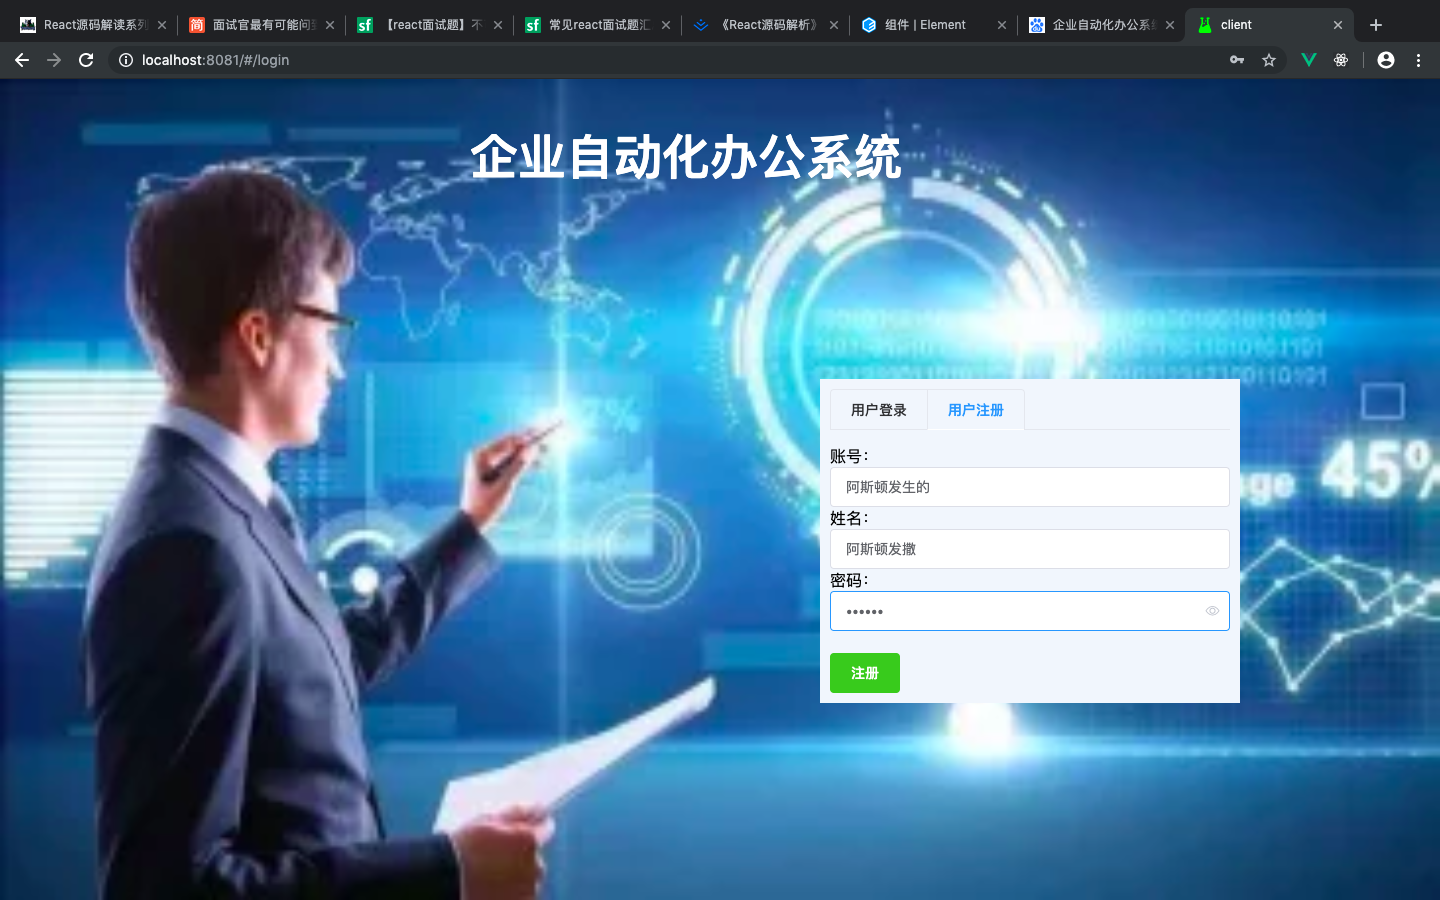 React源码解读系列
面试官最有可能问
【react面试题】不
常见react面试题汇
《React源码解析》
组件 | Element
企业自动化办公系
client
localhost:8081/#/login
企业自动化办公系统
用户登录
用户注册
账号：
阿斯顿发生的
姓名：
阿斯顿发撒
密码：
••••••
注册
ge
45%